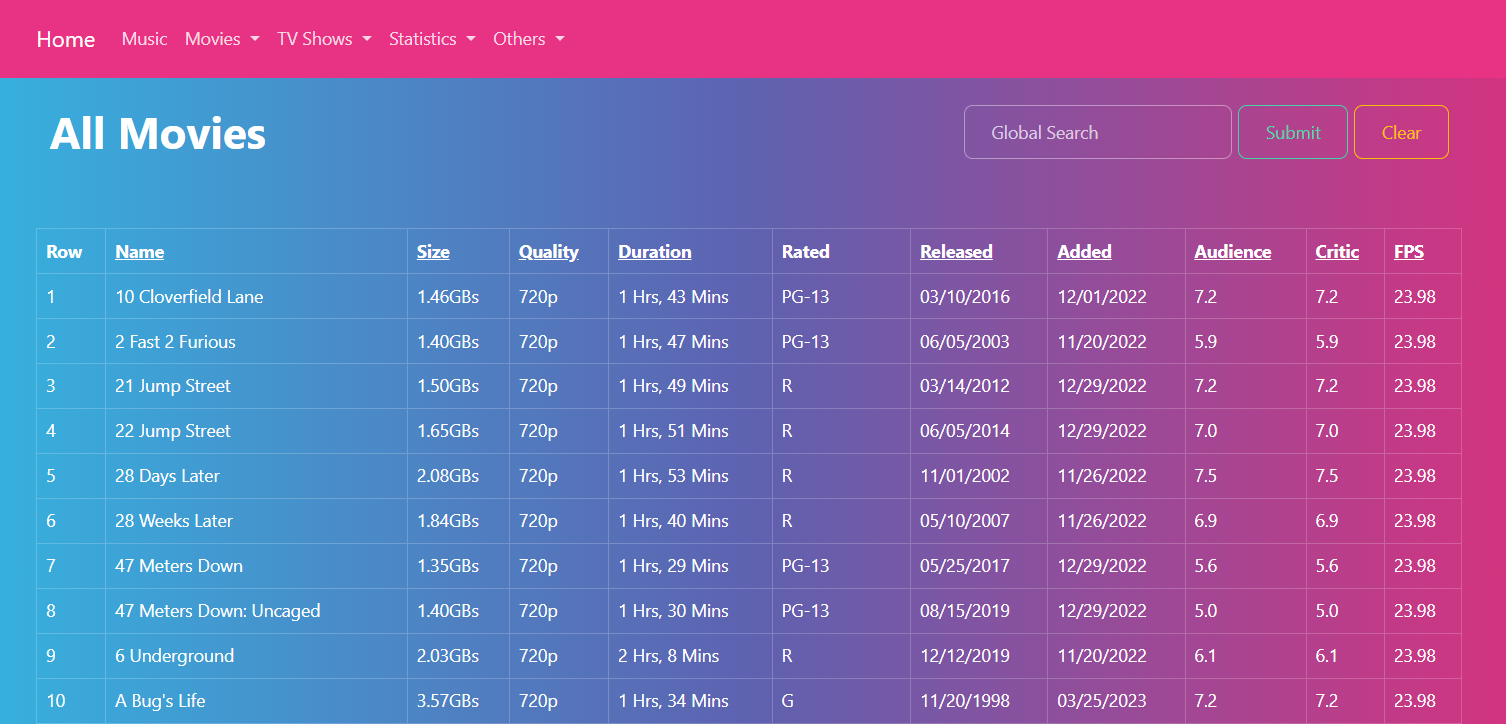 Home Music Movies TV Shows Statistics Others
All Movies Global Search Submit Clear
Row Name Size Quality Duration Rated Released Added Audience Critic FPS
1 10 Cloverfield Lane 1.46GBs 720p 1 Hrs, 43 Mins PG-13 03/10/2016 12/01/2022 7.2 7.2 23.98
2 2 Fast 2 Furious 1.40GBs 720p 1 Hrs, 47 Mins PG-13 06/05/2003 11/20/2022 5.9 5.9 23.98
3 21 Jump Street 1.50GBs 720p 1 Hrs, 49 Mins R 03/14/2012 12/29/2022 7.2 7.2 23.98
4 22 Jump Street 1.65GBs 720p 1 Hrs, 51 Mins R 06/05/2014 12/29/2022 7.0 7.0 23.98
5 28 Days Later 2.08GBs 720p 1 Hrs, 53 Mins R 11/01/2002 11/26/2022 7.5 7.5 23.98
6 28 Weeks Later 1.84GBs 720p 1 Hrs, 40 Mins R 05/10/2007 11/26/2022 6.9 6.9 23.98
7 47 Meters Down 1.35GBs 720p 1 Hrs, 29 Mins PG-13 05/25/2017 12/29/2022 5.6 5.6 23.98
8 47 Meters Down: Uncaged 1.40GBs 720p 1 Hrs, 30 Mins PG-13 08/15/2019 12/29/2022 5.0 5.0 23.98
9 6 Underground 2.03GBs 720p 2 Hrs, 8 Mins R 12/12/2019 11/20/2022 6.1 6.1 23.98
10 A Bug's Life 3.57GBs 720p 1 Hrs, 34 Mins G 11/20/1998 03/25/2023 7.2 7.2 23.98